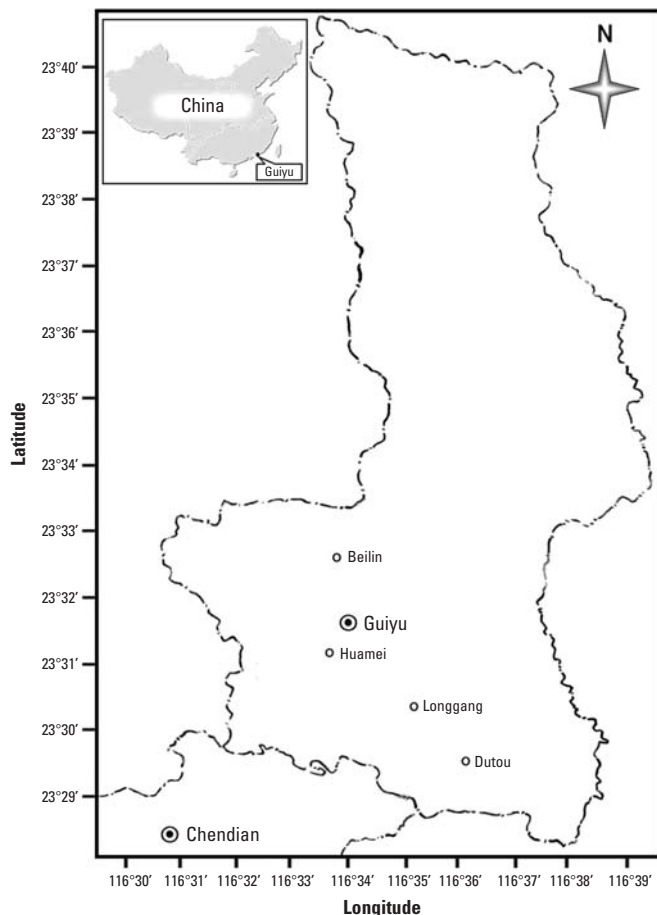 China
Guiyu
N
Latitude
23°40′
23°39′
23°38′
23°37′
23°36′
23°35′
23°34′
23°33′
23°32′
23°31′
23°30′
23°29′
Beilin
Guiyu
Huamei
Longgang
Dutou
Chendian
116°30′ 116°31′ 116°32′ 116°33′ 116°34′ 116°35′ 116°36′ 116°37′ 116°38′ 116°39′
Longitude